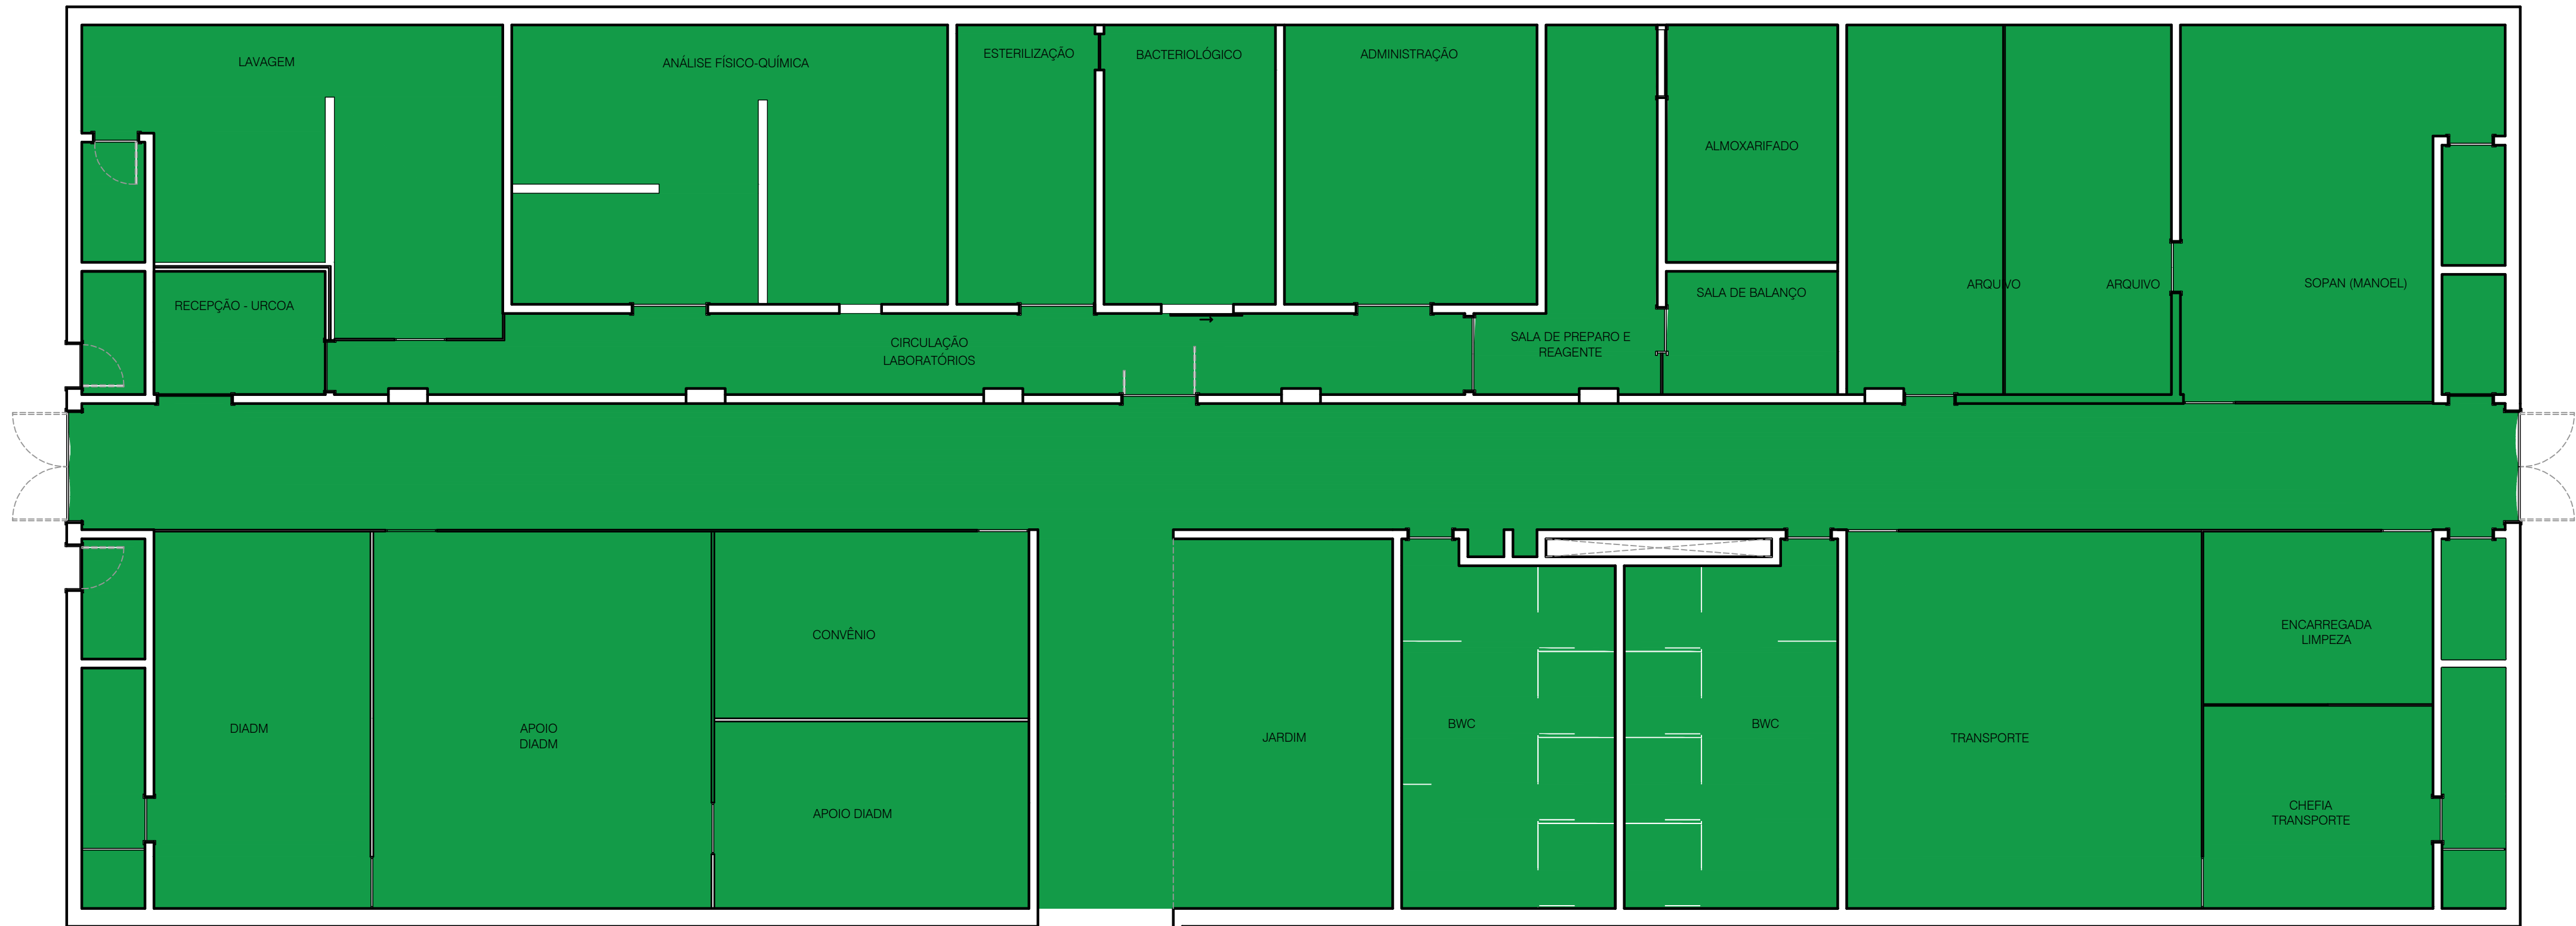 LAVAGEM
ANÁLISE FÍSICO-QUÍMICA
ESTERILIZAÇÃO
BACTERIOLÓGICO
ADMINISTRAÇÃO
ALMOXARIFADO
RECEPÇÃO - URCOA
CIRCULAÇÃO
LABORATÓRIOS
SALA DE PREPARO E
REAGENTE
SALA DE BALANÇO
ARQUIVO
ARQUIVO
SOPAN (MANOEL)
DIADM
APOIO
DIADM
CONVÊNIO
APOIO DIADM
JARDIM
BWC
BWC
TRANSPORTE
ENCARREGADA
LIMPEZA
CHEFIA
TRANSPORTE